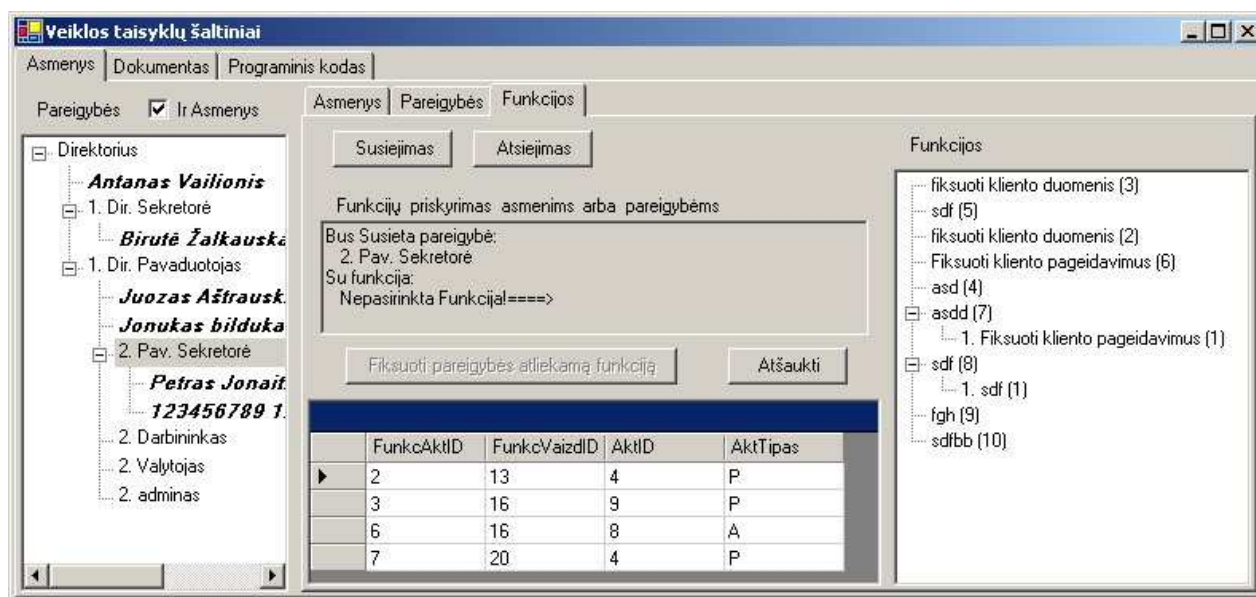 Veiklos taisyklų šaltiniai
Asmenys Dokumentas Programinis kodas
Pareigybės Ir Asmenys
Direktorius
Antanas Vailionis
1. Dir. Sekretorė
Birutė Žalkauska
1. Dir. Pavaduotojas
Juozas Aštrausk
Jonukas bilduka
2. Pav. Sekretorė
Petras Jonait
123456789 1
2. Darbininkas
2. Valytojas
2. adminas
Asmenys Pareigybės Funkcijos
Susiejimas Atsiejimas
Funkcijų priskyrimas asmenims arba pareigybėms
Bus Susieta pareigybė:
2. Pav. Sekretorė
Su funkcija:
Nepasirinkta Funkcija!====>
Fiksuoti pareigybės atliekamą funkciją Atšaukti
FunkcAktID FunkcVaizdID AktID AktTipas
2 13 4 P
3 16 9 P
6 16 8 A
7 20 4 P
Funkcijos
fiksuoti kliento duomenis (3)
sdf (5)
fiksuoti kliento duomenis (2)
Fiksuoti kliento pageidavimus (6)
asd (4)
asdd (7)
1. Fiksuoti kliento pageidavimus (1)
sdf (8)
1. sdf (1)
fgh (9)
sdfbb (10)